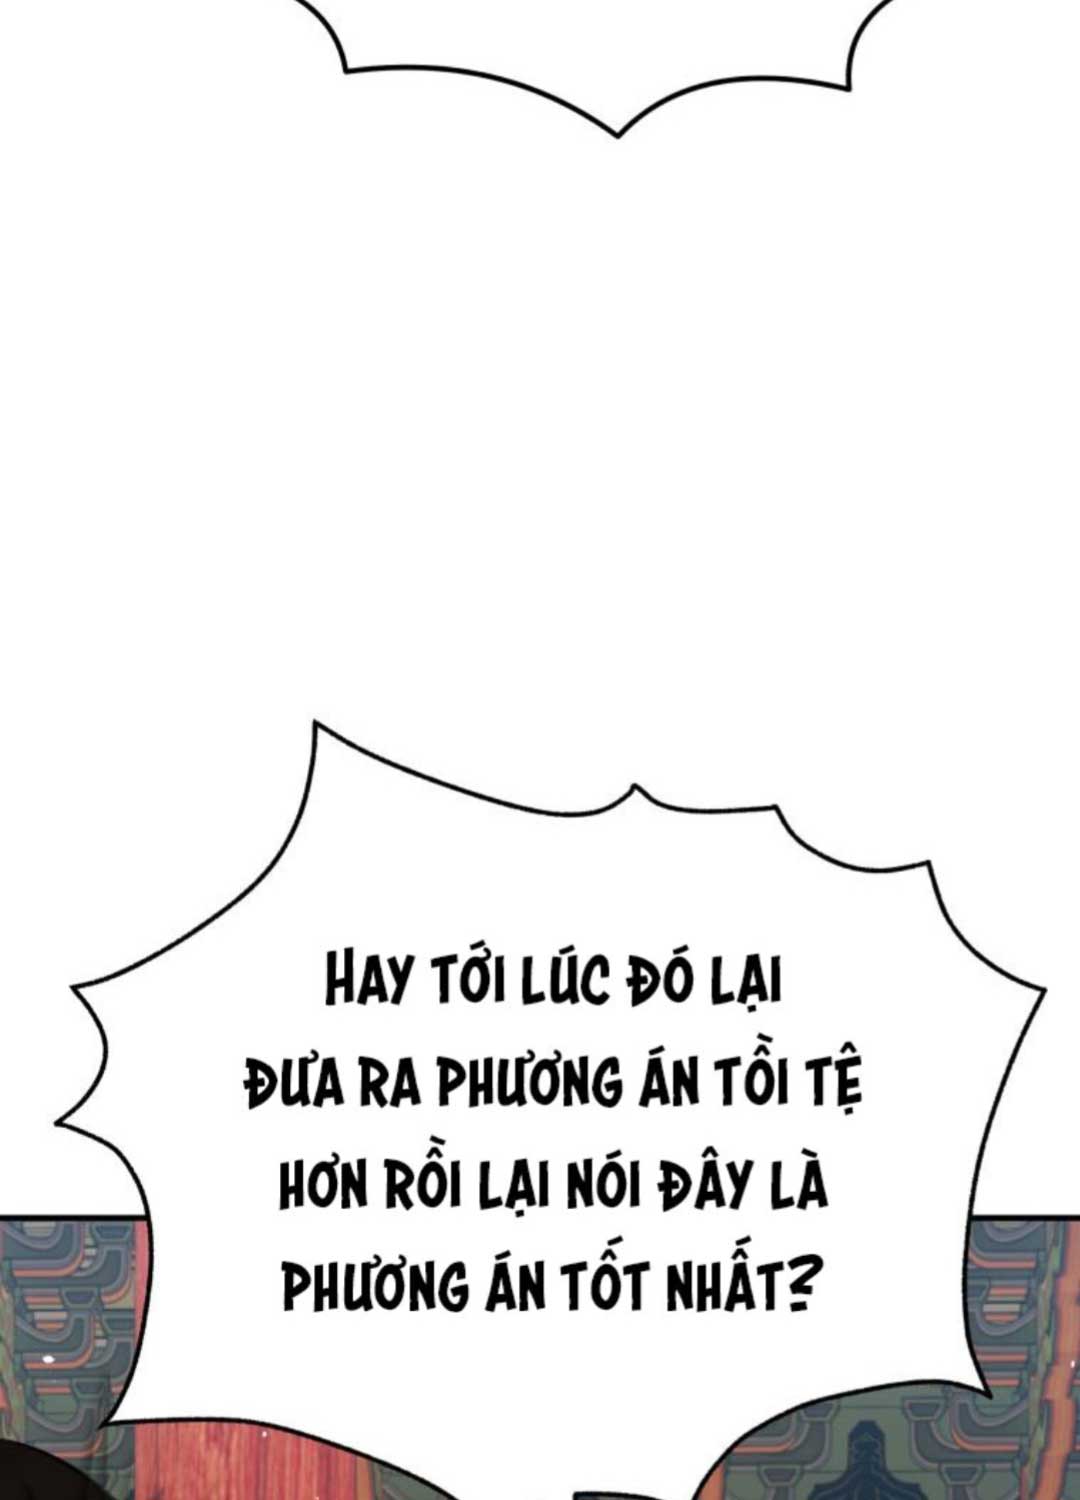 HAY TỚI LÚC ĐÓ LẠI
ĐƯA RA PHƯƠNG ÁN TỒI TỆ
HƠN RỒI LẠI NÓI ĐÂY LÀ
PHƯƠNG ÁN TỐT NHẤT?